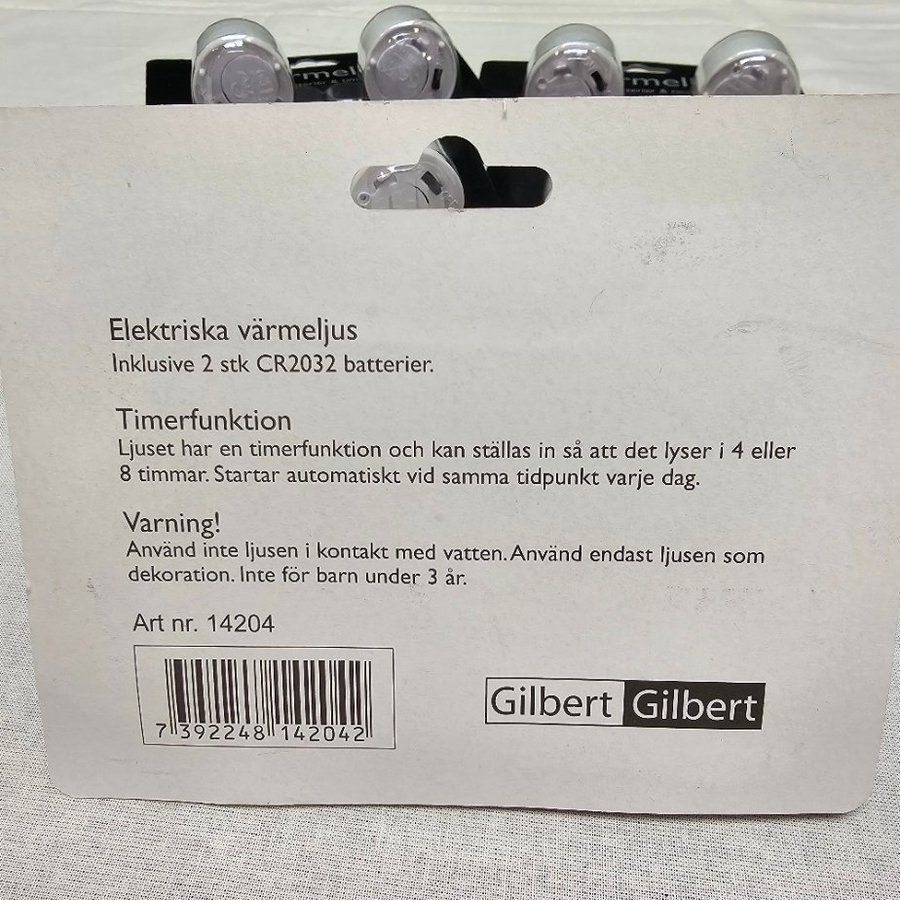 Elektriska värmeljus
Inklusive 2 stk CR2032 batterier.
Timerfunktion
Ljuset har en timerfunktion och kan ställas in så att det lyser i 4 eller
8 timmar. Startar automatiskt vid samma tidpunkt varje dag.
Varning!
Använd inte ljusen i kontakt med vatten. Använd endast ljusen som
dekoration. Inte för barn under 3 år.
Art nr. 14204
7 392248 142042
Gilbert Gilbert